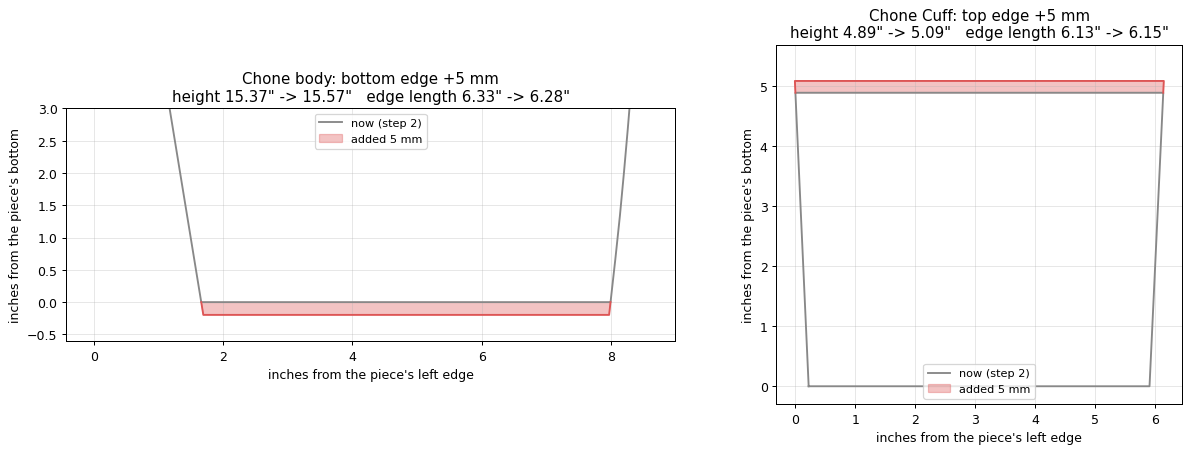 Chone body: bottom edge +5 mm
height 15.37" -> 15.57"   edge length 6.33" -> 6.28"
3.0
2.5
2.0
1.5
1.0
0.5
0.0
−0.5
inches from the piece's bottom
now (step 2)
added 5 mm
0 2 4 6 8
inches from the piece's left edge
Chone Cuff: top edge +5 mm
height 4.89" -> 5.09"   edge length 6.13" -> 6.15"
5
4
3
2
1
0
inches from the piece's bottom
now (step 2)
added 5 mm
0 1 2 3 4 5 6
inches from the piece's left edge